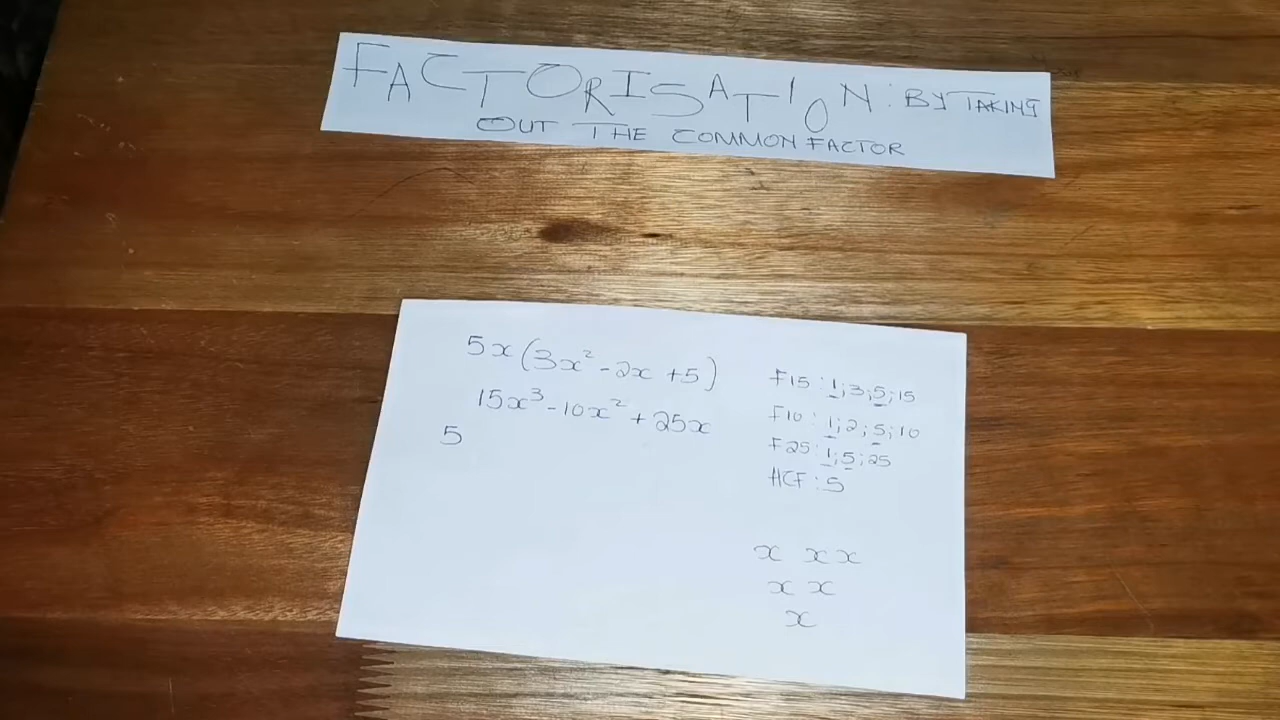 FACTORISATION: BY TAKING
OUT THE COMMON FACTOR
5x(3x² - 2x + 5)
15x³ - 10x² + 25x
5
F15 : 1; 3; 5; 15
F10 : 1; 2; 5; 10
F25 : 1; 5; 25
HCF : 5
x x x
x x
x